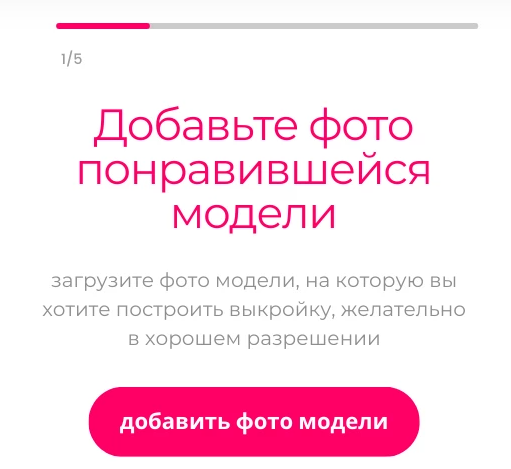 1/5
Добавьте фото
понравившейся
модели
загрузите фото модели, на которую вы
хотите построить выкройку, желательно
в хорошем разрешении
добавить фото модели